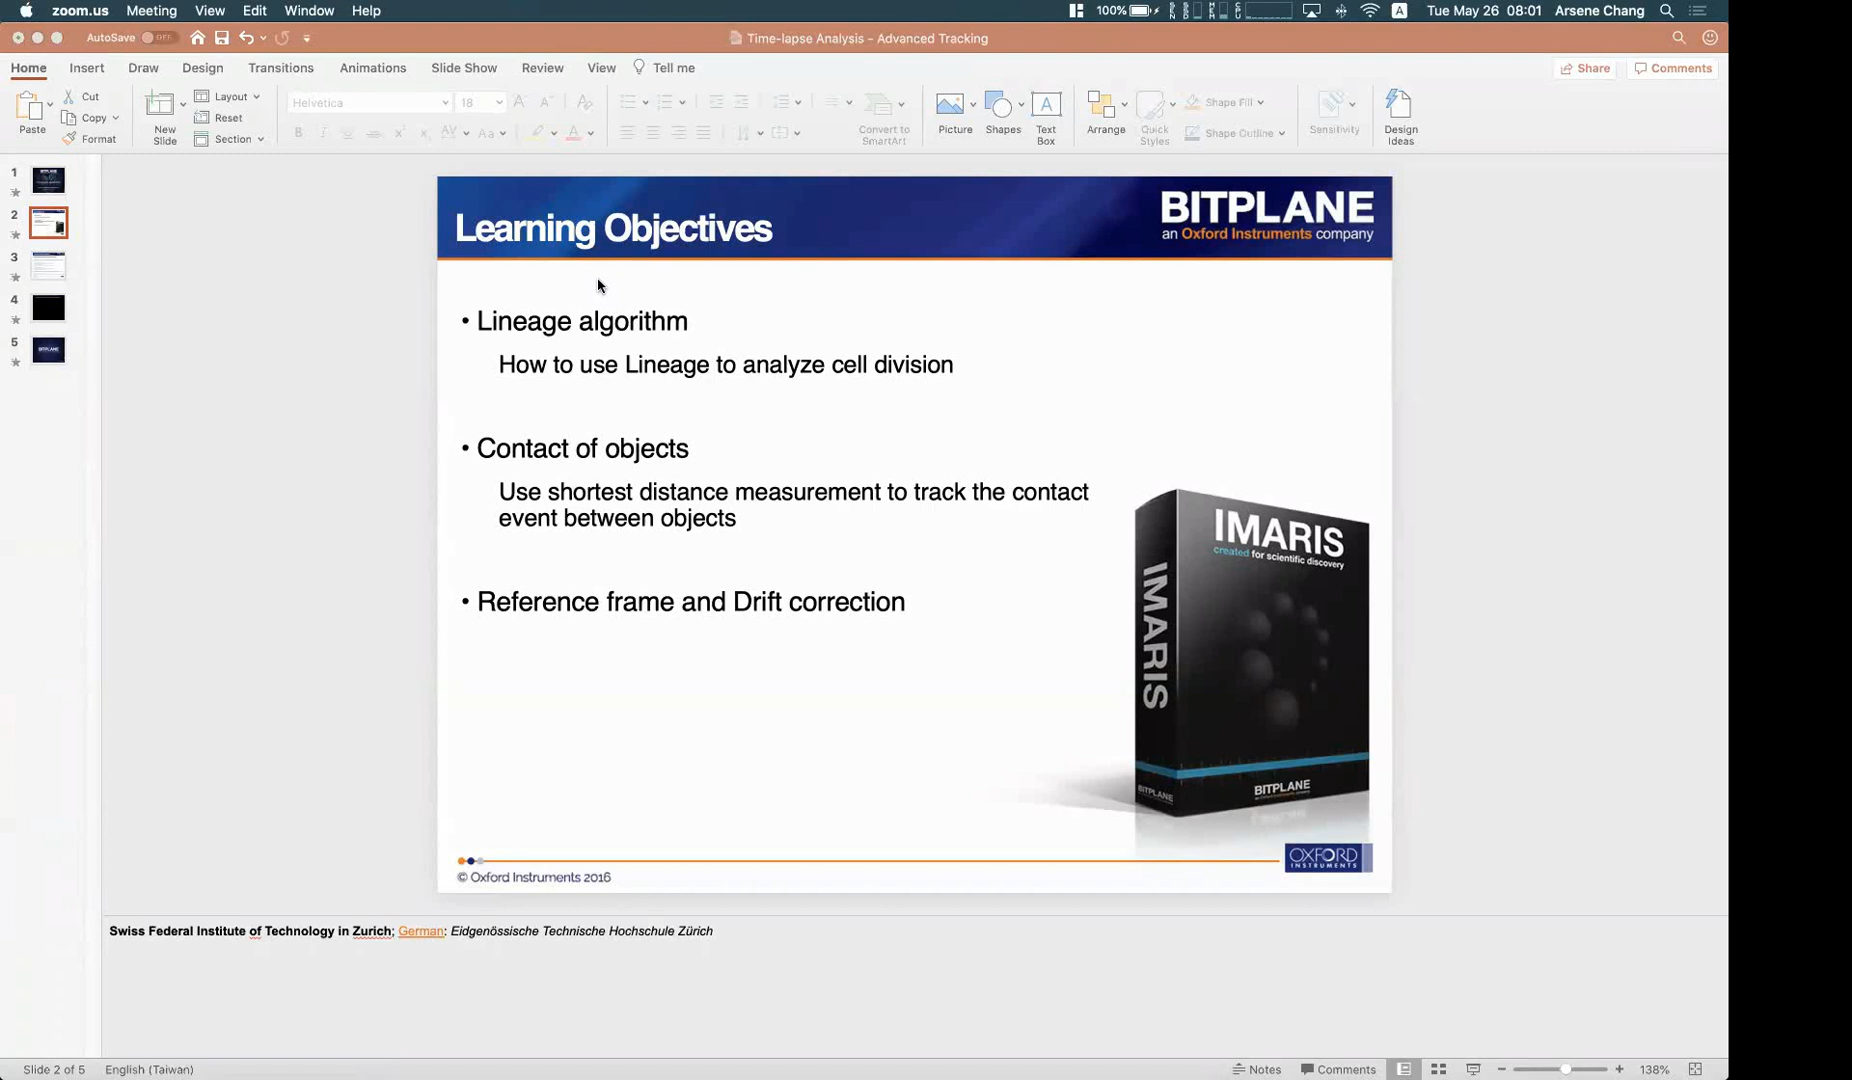 zoom.us Meeting View Edit Window Help 100% A Tue May 26 08:01 Arsene Chang
AutoSave OFF Time-lapse Analysis - Advanced Tracking
Home Insert Draw Design Transitions Animations Slide Show Review View Tell me Share Comments
Paste Cut Copy Format
New Slide Layout Reset Section
Helvetica 18
Convert to SmartArt
Picture Shapes Text Box Arrange Quick Styles Shape Fill Shape Outline Sensitivity Design Ideas
1
2
3
4
5
Learning Objectives
BITPLANE
an Oxford Instruments company
• Lineage algorithm
How to use Lineage to analyze cell division
• Contact of objects
Use shortest distance measurement to track the contact
event between objects
• Reference frame and Drift correction
IMARIS
created for scientific discovery
IMARIS
BITPLANE
BITPLANE
OXFORD
INSTRUMENTS
© Oxford Instruments 2016
Swiss Federal Institute of Technology in Zurich; German: Eidgenössische Technische Hochschule Zürich
Slide 2 of 5 English (Taiwan) Notes Comments 138%